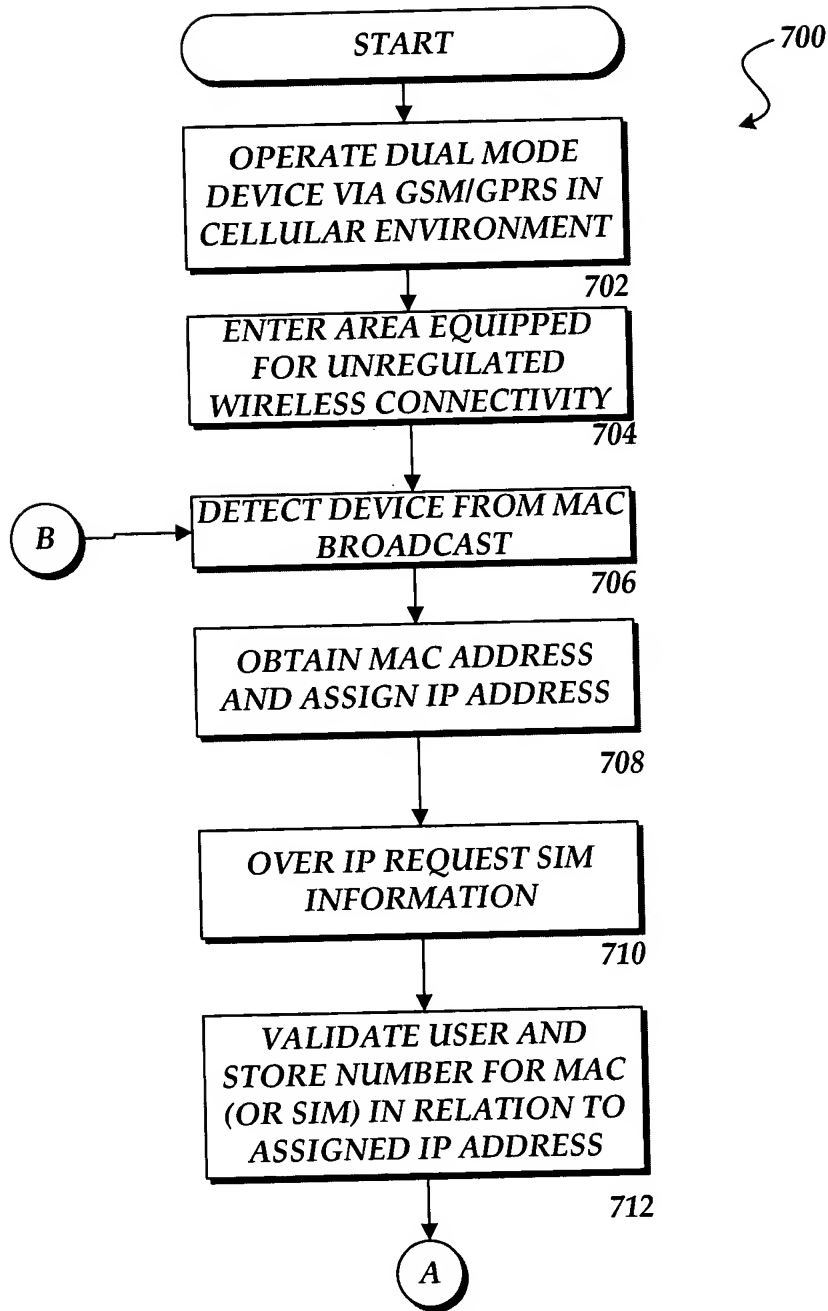 START
700
OPERATE DUAL MODE
DEVICE VIA GSM/GPRS IN
CELLULAR ENVIRONMENT
702
ENTER AREA EQUIPPED
FOR UNREGULATED
WIRELESS CONNECTIVITY
704
B
DETECT DEVICE FROM MAC
BROADCAST
706
OBTAIN MAC ADDRESS
AND ASSIGN IP ADDRESS
708
OVER IP REQUEST SIM
INFORMATION
710
VALIDATE USER AND
STORE NUMBER FOR MAC
(OR SIM) IN RELATION TO
ASSIGNED IP ADDRESS
712
A